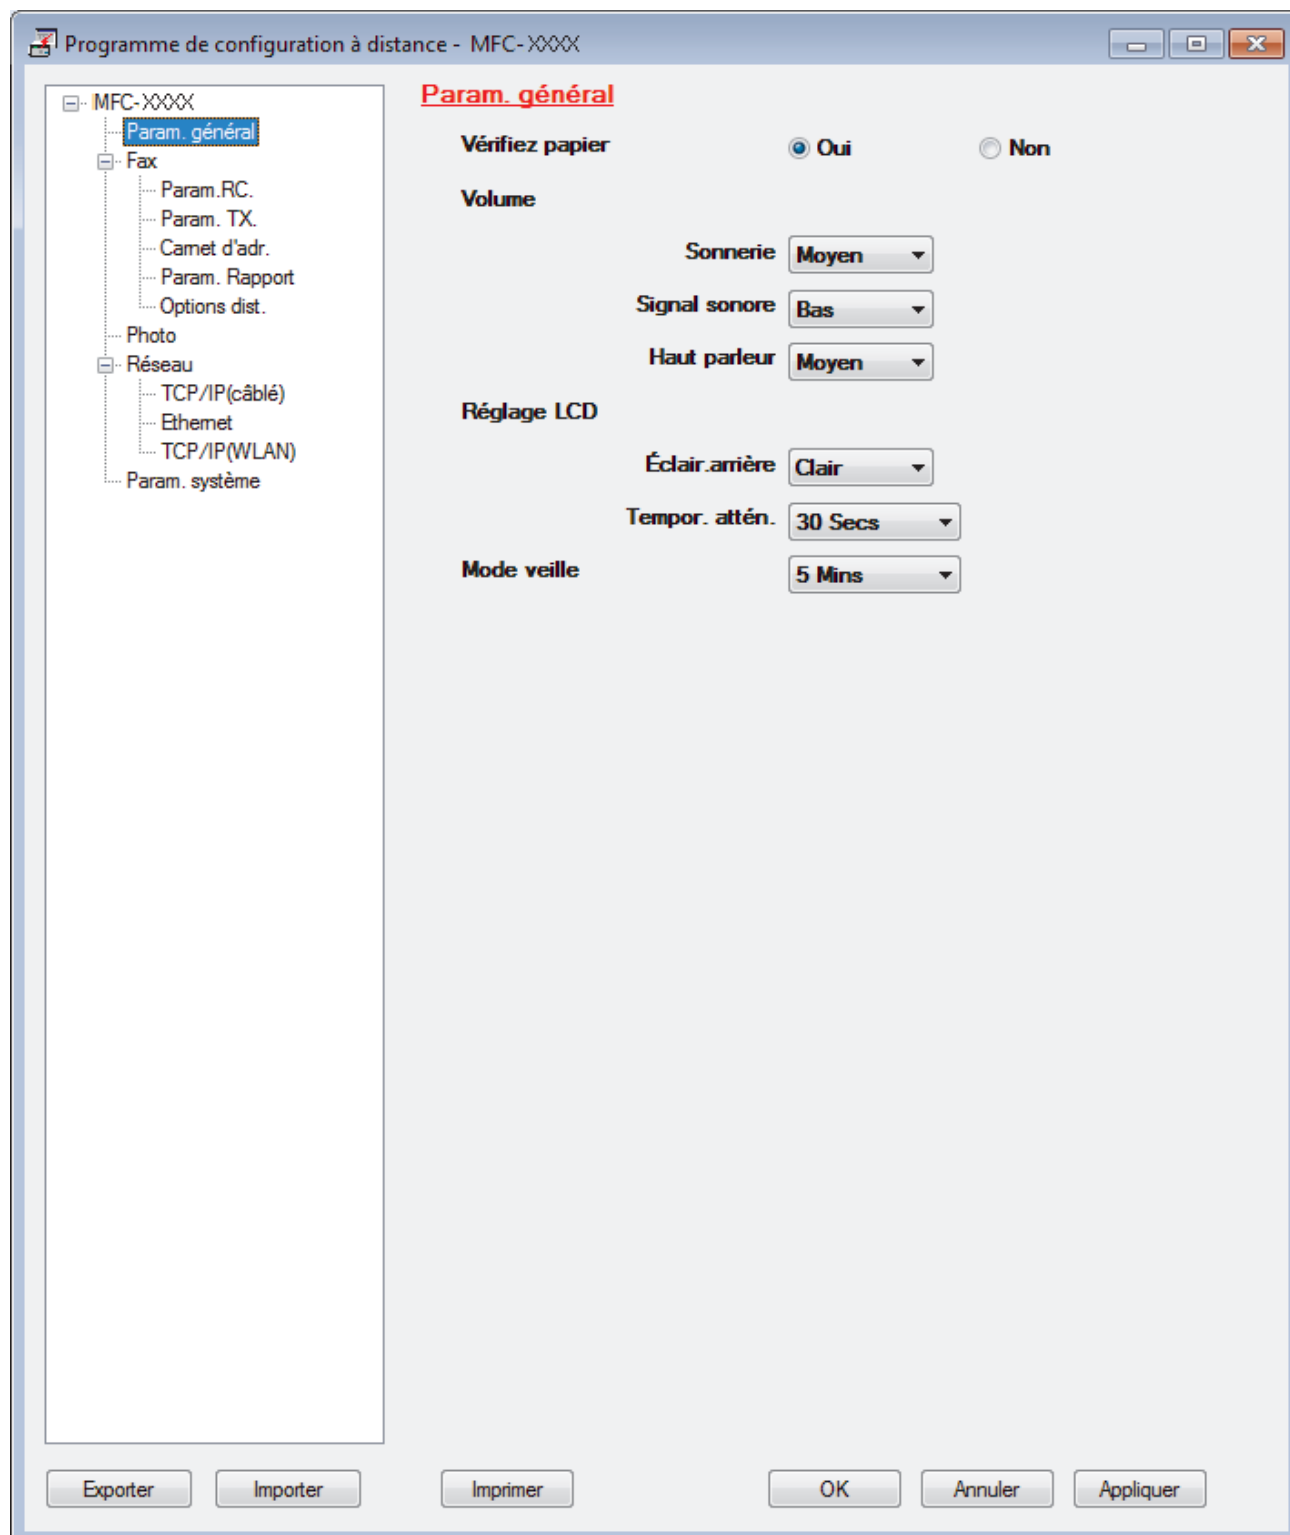 Programme de configuration à distance - MFC-XXXX
MFC-XXXX
Param. général
Fax
Param.RC.
Param. TX.
Carnet d'adr.
Param. Rapport
Options dist.
Photo
Réseau
TCP/IP(câblé)
Ethernet
TCP/IP(WLAN)
Param. système
Param. général
Vérifiez papier Oui Non
Volume
Sonnerie Moyen
Signal sonore Bas
Haut parleur Moyen
Réglage LCD
Éclair.arrière Clair
Tempor. attén. 30 Secs
Mode veille 5 Mins
Exporter Importer Imprimer OK Annuler Appliquer